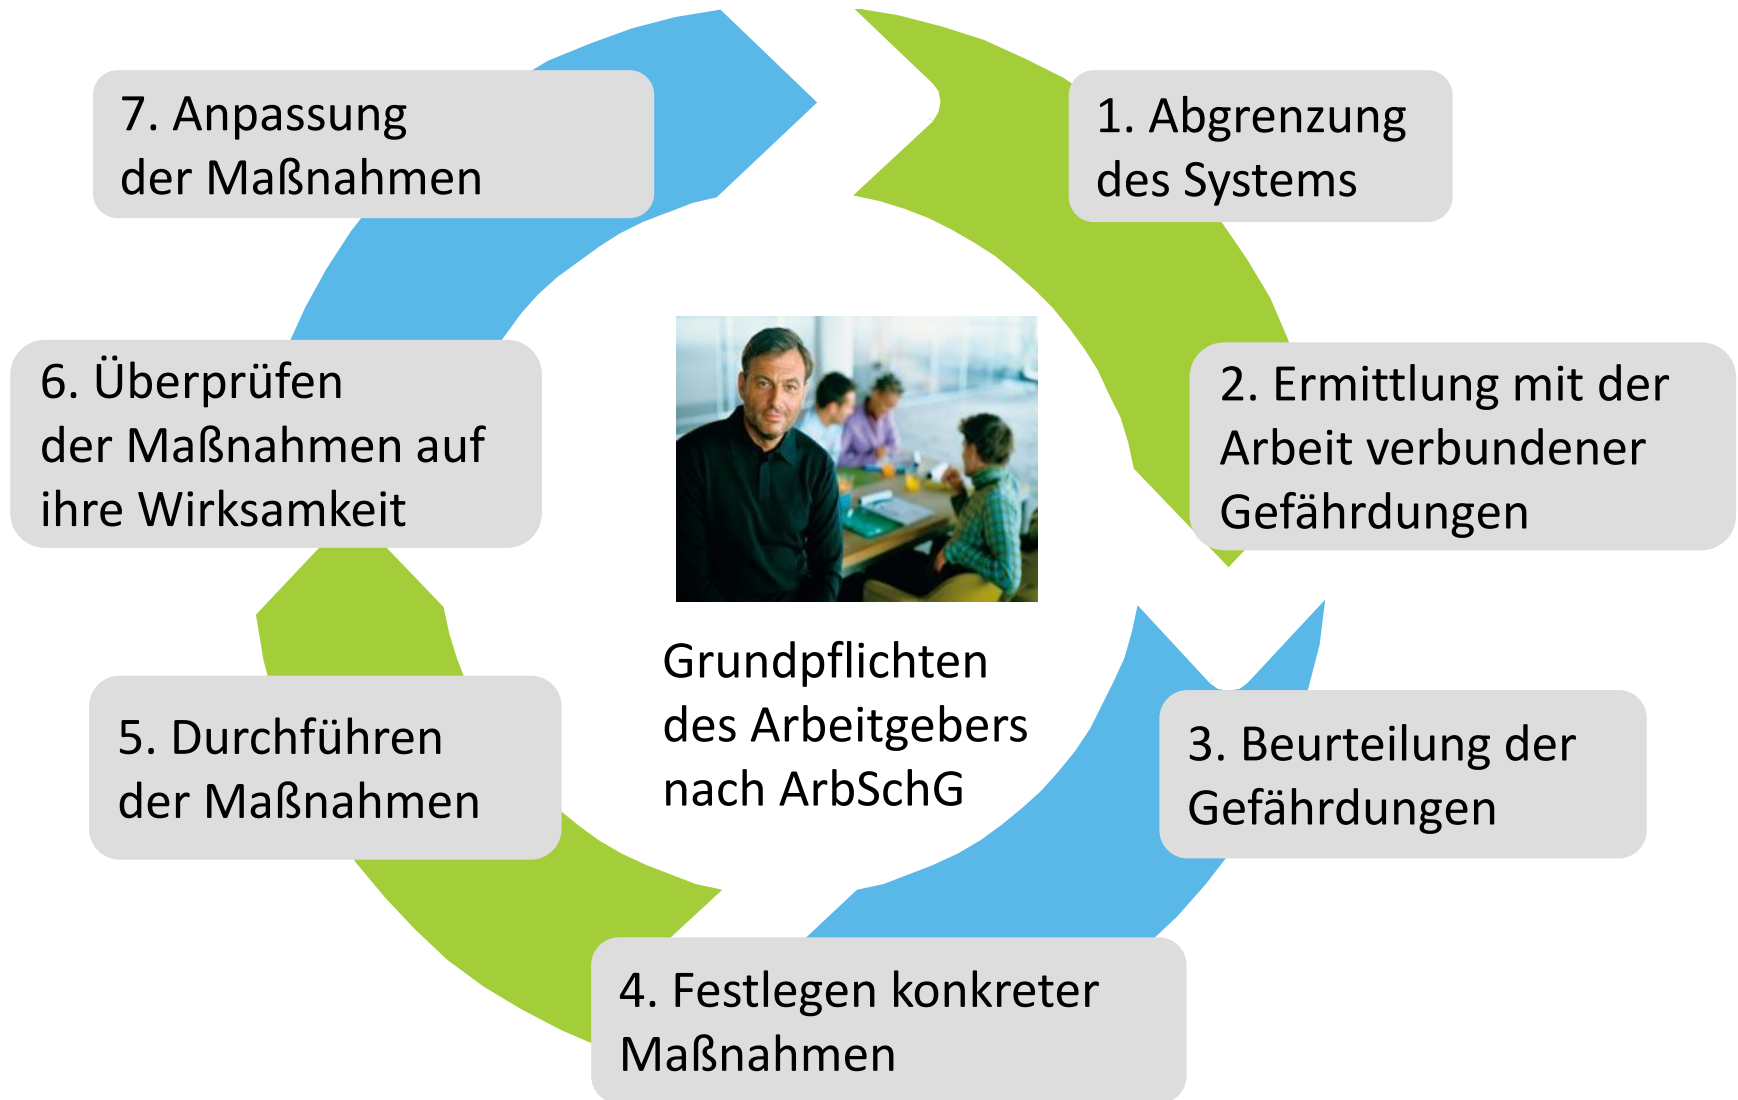 1. Abgrenzung
des Systems
2. Ermittlung mit der
Arbeit verbundener
Gefährdungen
3. Beurteilung der
Gefährdungen
4. Festlegen konkreter
Maßnahmen
5. Durchführen
der Maßnahmen
6. Überprüfen
der Maßnahmen auf
ihre Wirksamkeit
7. Anpassung
der Maßnahmen
Grundpflichten
des Arbeitgebers
nach ArbSchG